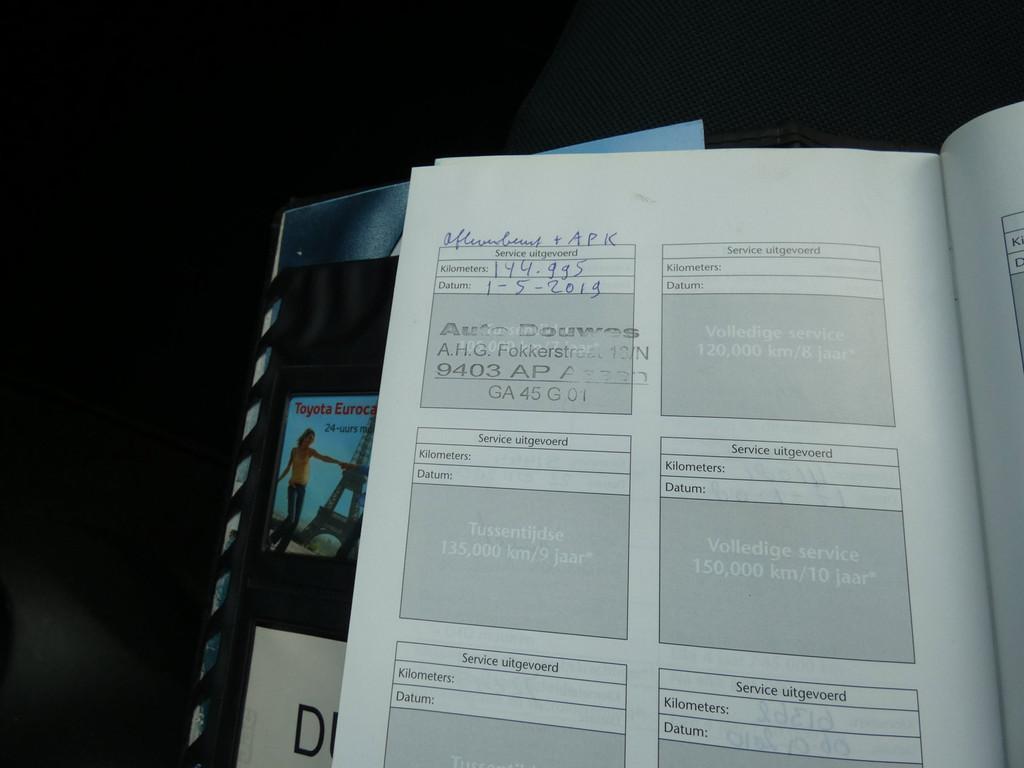 Afleverbeurt + APK
Service uitgevoerd
Kilometers: 144.995
Datum: 1-5-2019
Auto Douwes
A.H.G. Fokkerstraat 13/N
9403 AP Assen
GA 45 G 01
Service uitgevoerd
Kilometers:
Datum:
Volledige service
120,000 km/8 jaar*
Service uitgevoerd
Kilometers:
Datum:
Tussentijdse
135,000 km/9 jaar*
Service uitgevoerd
Kilometers:
Datum:
Volledige service
150,000 km/10 jaar*
Service uitgevoerd
Kilometers:
Datum:
Service uitgevoerd
Kilometers:
Datum:
Toyota Euroca
24-uurs
DU